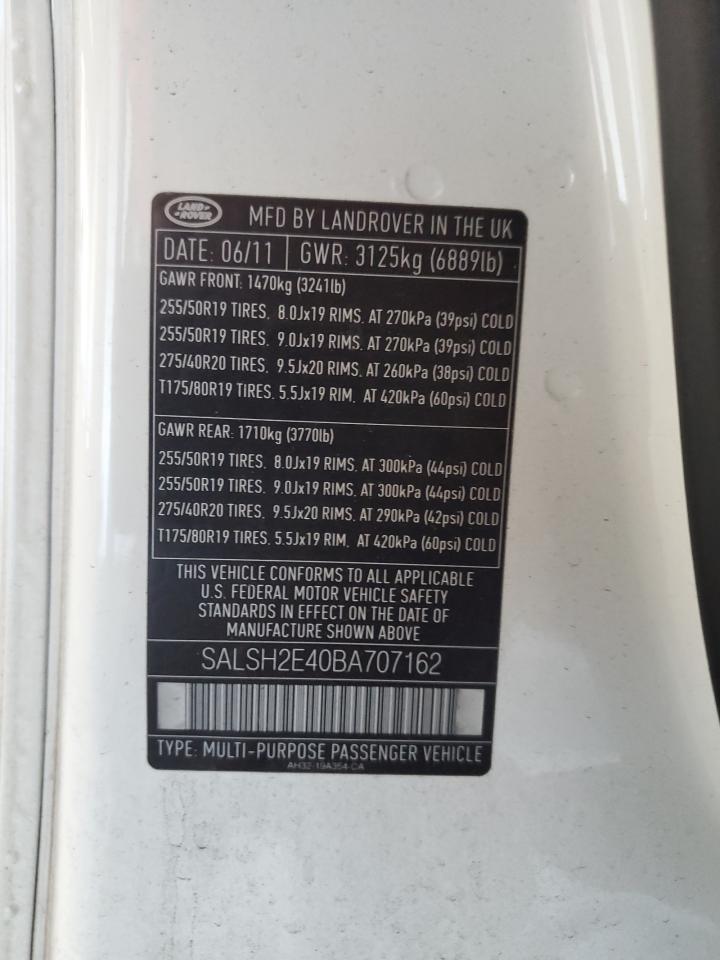 LAND ROVER
MFD BY LANDROVER IN THE UK
DATE: 06/11 GWR: 3125kg (6889lb)
GAWR FRONT: 1470kg (3241lb)
255/50R19 TIRES. 8.0Jx19 RIMS. AT 270kPa (39psi) COLD
255/50R19 TIRES. 9.0Jx19 RIMS. AT 270kPa (39psi) COLD
275/40R20 TIRES. 9.5Jx20 RIMS. AT 260kPa (38psi) COLD
T175/80R19 TIRES. 5.5Jx19 RIM. AT 420kPa (60psi) COLD
GAWR REAR: 1710kg (3770lb)
255/50R19 TIRES. 8.0Jx19 RIMS. AT 300kPa (44psi) COLD
255/50R19 TIRES. 9.0Jx19 RIMS. AT 300kPa (44psi) COLD
275/40R20 TIRES. 9.5Jx20 RIMS. AT 290kPa (42psi) COLD
T175/80R19 TIRES. 5.5Jx19 RIM. AT 420kPa (60psi) COLD
THIS VEHICLE CONFORMS TO ALL APPLICABLE
U.S. FEDERAL MOTOR VEHICLE SAFETY
STANDARDS IN EFFECT ON THE DATE OF
MANUFACTURE SHOWN ABOVE
SALSH2E40BA707162
TYPE: MULTI-PURPOSE PASSENGER VEHICLE
AH32-19A354-CA